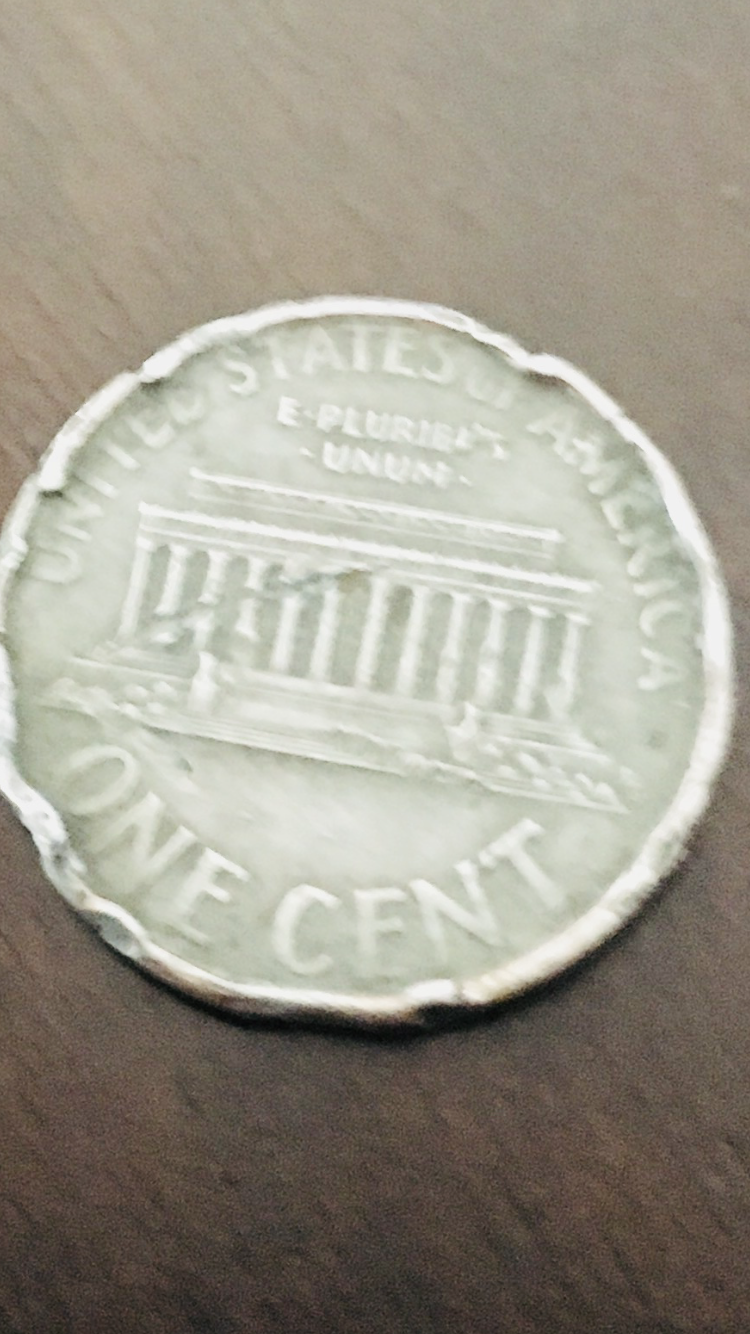 UNITED STATES OF AMERICA
E·PLURIBUS
·UNUM·
ONE CENT